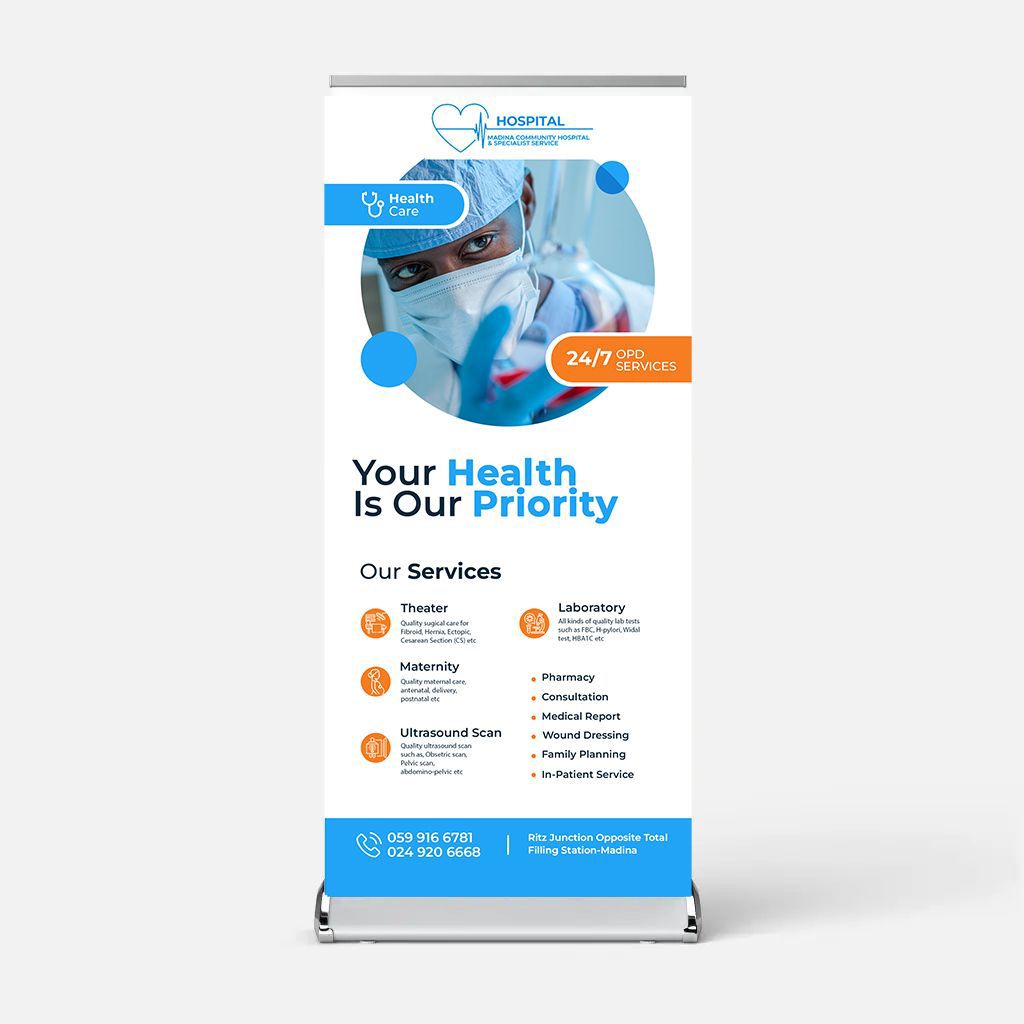 HOSPITAL
MADINA COMMUNITY HOSPITAL
& SPECIALIST SERVICE
Health
Care
24/7 OPD
SERVICES
Your Health
Is Our Priority
Our Services
Theater
Quality sugical care for
Fibroid, Hernia, Ectopic,
Cesarean Section (CS) etc
Maternity
Quality maternal care,
antenatal, delivery,
postnatal etc
Ultrasound Scan
Quality ultrasound scan
such as, Obsetric scan,
Pelvic scan,
abdomino-pelvic etc
Laboratory
All kinds of quality lab tests
such as FBC, H-pylori, Widal
test, HBA1C etc
Pharmacy
Consultation
Medical Report
Wound Dressing
Family Planning
In-Patient Service
059 916 6781
024 920 6668
Ritz Junction Opposite Total
Filling Station-Madina